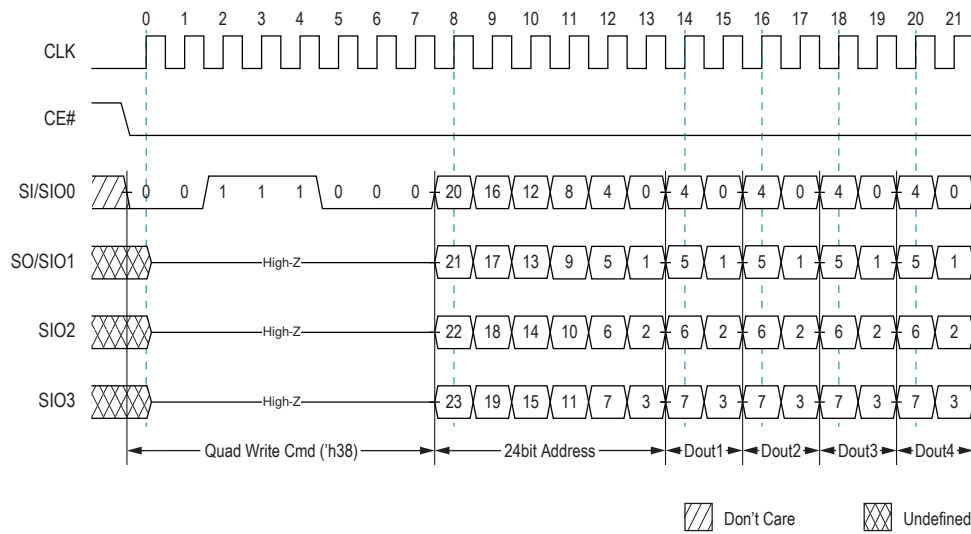 0 1 2 3 4 5 6 7 8 9 10 11 12 13 14 15 16 17 18 19 20 21
CLK
CE#
SI/SIO0 0 0 1 1 1 0 0 0 20 16 12 8 4 0 4 0 4 0 4 0 4 0
SO/SIO1 High-Z 21 17 13 9 5 1 5 1 5 1 5 1 5 1
SIO2 High-Z 22 18 14 10 6 2 6 2 6 2 6 2 6 2
SIO3 High-Z 23 19 15 11 7 3 7 3 7 3 7 3 7 3
Quad Write Cmd ('h38) 24bit Address Dout1 Dout2 Dout3 Dout4
Don't Care Undefined